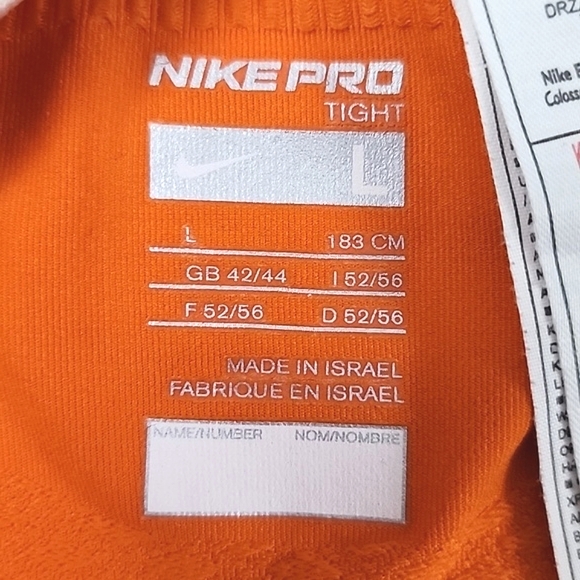 NIKE PRO
TIGHT
L
L 183 CM
GB 42/44 I 52/56
F 52/56 D 52/56
MADE IN ISRAEL
FABRIQUE EN ISRAEL
NAME/NUMBER NOM/NOMBRE
Nike